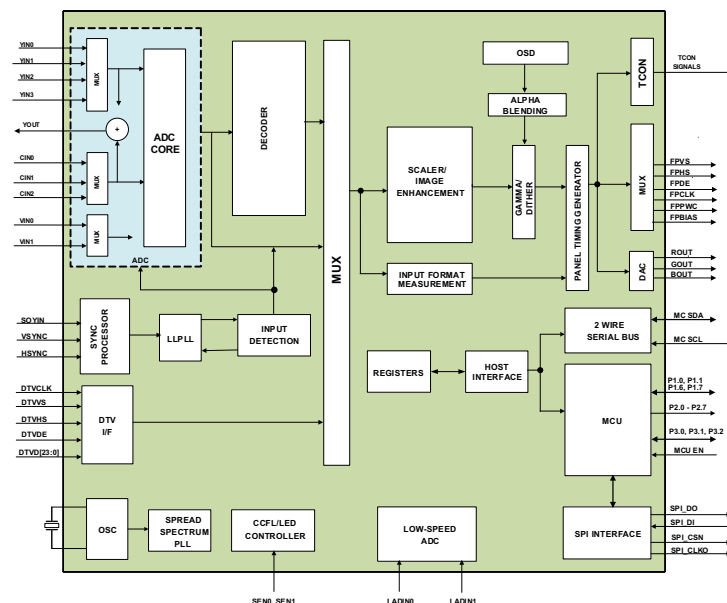 YIN0
YIN1
YIN2
YIN3
YOUT
CIN0
CIN1
CIN2
VIN0
VIN1
MUX
+
MUX
MUX
ADC
CORE
ADC
DECODER
MUX
OSD
ALPHA
BLENDING
SCALER/
IMAGE
ENHANCEMENT
GAMMA/
DITHER
PANEL TIMING GENERATOR
INPUT FORMAT
MEASUREMENT
TCON
TCON
SIGNALS
MUX
FPVS
FPHS
FPDE
FPCLK
FPPWC
FPBIAS
DAC
ROUT
GOUT
BOUT
SOYIN
VSYNC
HSYNC
SYNC
PROCESSOR
LLPLL
INPUT
DETECTION
DTVCLK
DTVVS
DTVHS
DTVDE
DTVD[23:0]
DTV
I/F
REGISTERS
HOST
INTERFACE
2 WIRE
SERIAL BUS
MC SDA
MC SCL
MCU
P1.0, P1.1
P1.6, P1.7
P2.0 - P2.7
P3.0, P3.1, P3.2
MCU EN
OSC
SPREAD
SPECTRUM
PLL
CCFL/LED
CONTROLLER
LOW-SPEED
ADC
SPI INTERFACE
SPI_DO
SPI_DI
SPI_CSN
SPI_CLKO
SEN0 SEN1
LADIN0
LADIN1